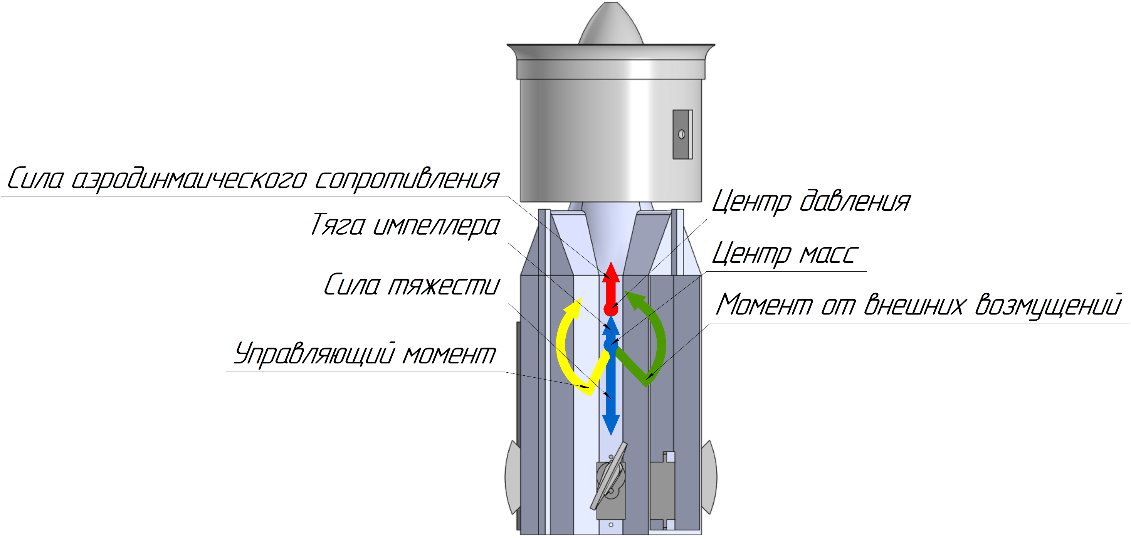 Сила аэродинмаического сопротивления
Тяга импеллера
Сила тяжести
Управляющий момент
Центр давления
Центр масс
Момент от внешних возмущений